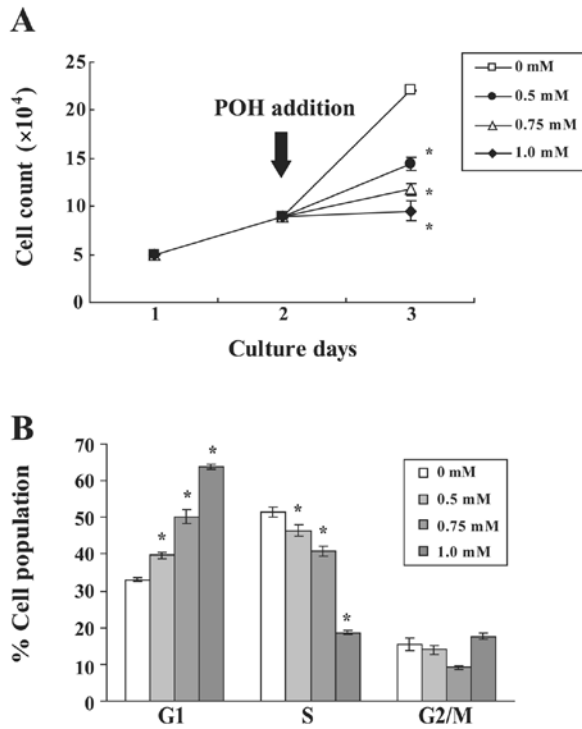 A
25
20
15
10
5
0
Cell count (×10⁴)
POH addition
*
*
*
1 2 3
Culture days
0 mM
0.5 mM
0.75 mM
1.0 mM
B
70
60
50
40
30
20
10
0
% Cell population
* * *
* * *
G1 S G2/M
0 mM
0.5 mM
0.75 mM
1.0 mM